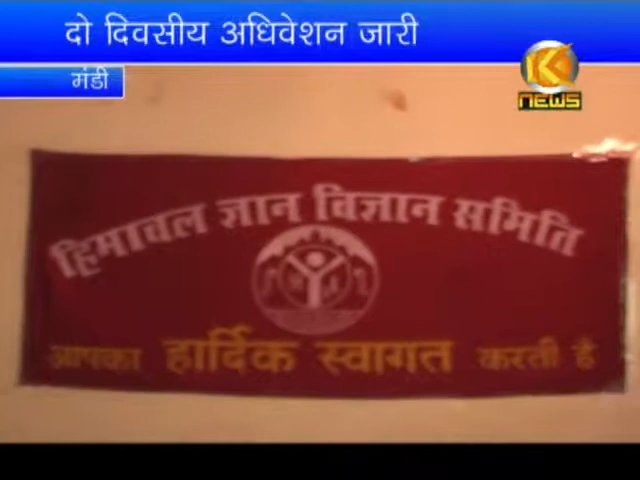 दो दिवसीय अधिवेशन जारी
मंडी
K
NEWS
हिमाचल ज्ञान विज्ञान समिति
आपका हार्दिक स्वागत करती है